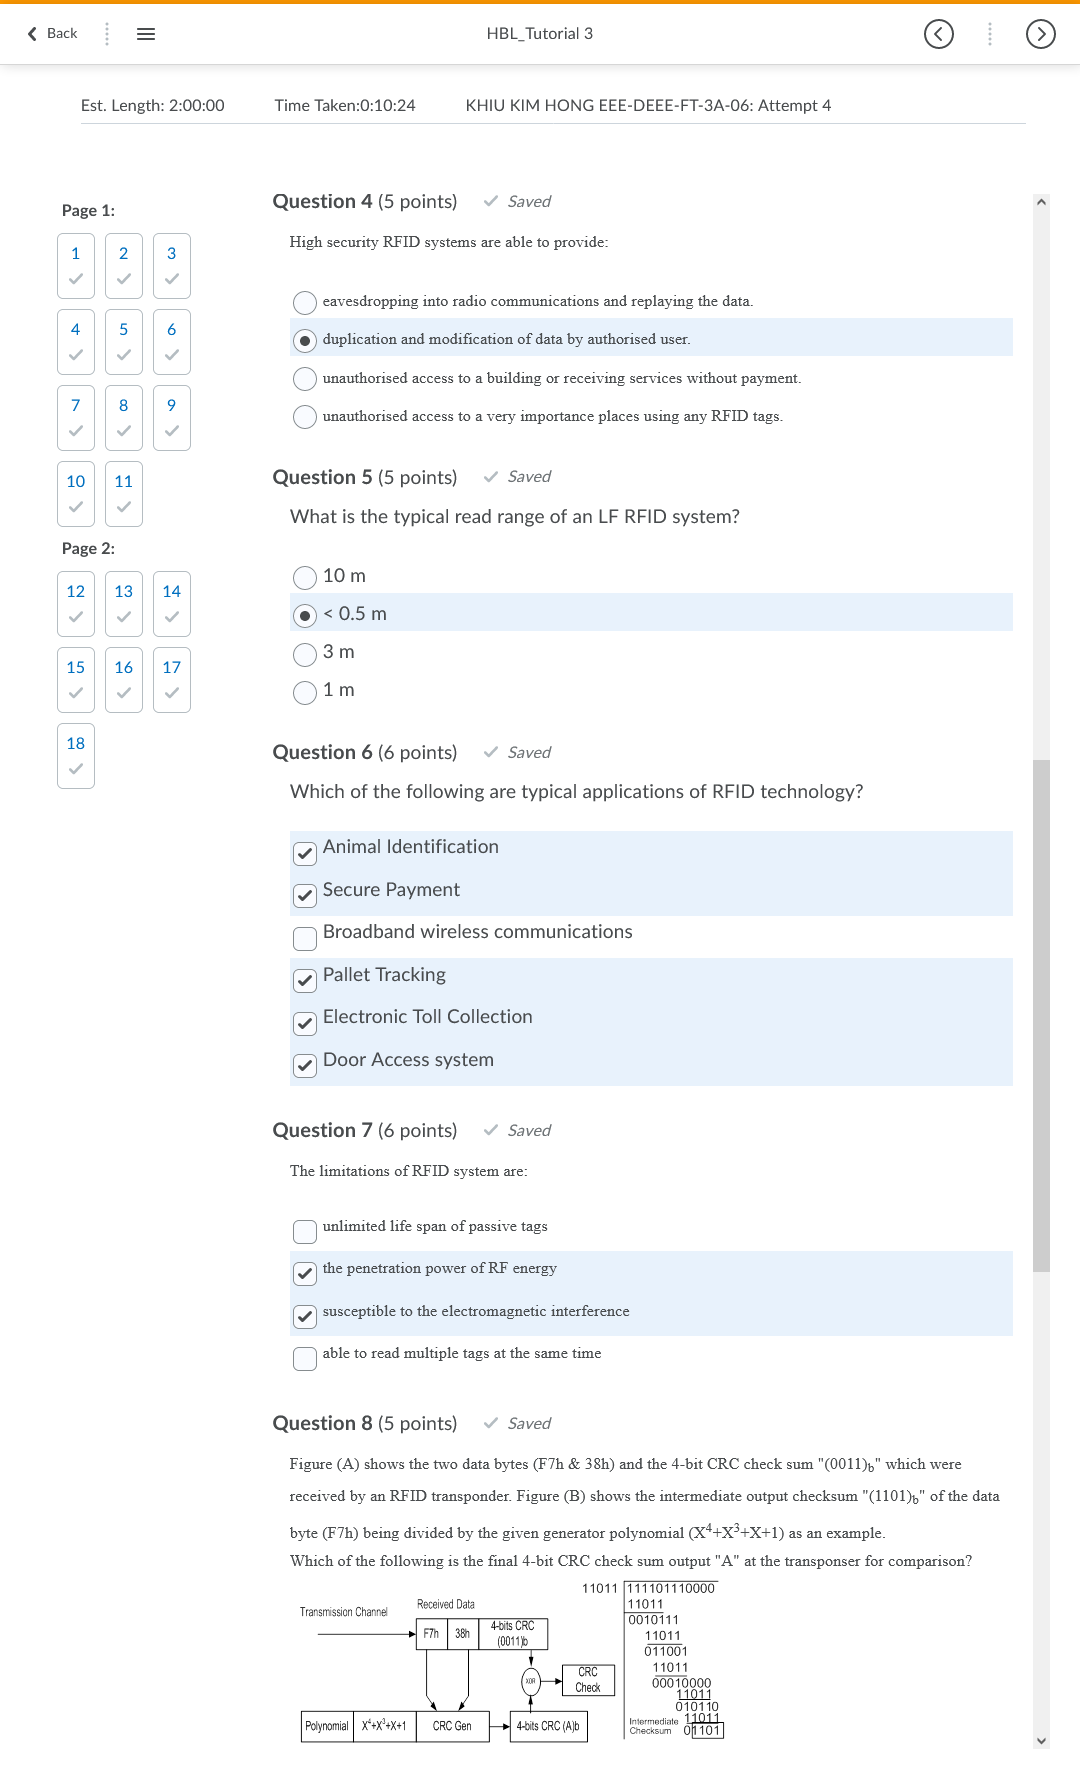 Back
HBL_Tutorial 3
Est. Length: 2:00:00 Time Taken:0:10:24 KHIU KIM HONG EEE-DEEE-FT-3A-06: Attempt 4
Page 1:
1 2 3
4 5 6
7 8 9
10 11
Page 2:
12 13 14
15 16 17
18
Question 4 (5 points) Saved
High security RFID systems are able to provide:
eavesdropping into radio communications and replaying the data.
duplication and modification of data by authorised user.
unauthorised access to a building or receiving services without payment.
unauthorised access to a very importance places using any RFID tags.
Question 5 (5 points) Saved
What is the typical read range of an LF RFID system?
10 m
< 0.5 m
3 m
1 m
Question 6 (6 points) Saved
Which of the following are typical applications of RFID technology?
Animal Identification
Secure Payment
Broadband wireless communications
Pallet Tracking
Electronic Toll Collection
Door Access system
Question 7 (6 points) Saved
The limitations of RFID system are:
unlimited life span of passive tags
the penetration power of RF energy
susceptible to the electromagnetic interference
able to read multiple tags at the same time
Question 8 (5 points) Saved
Figure (A) shows the two data bytes (F7h & 38h) and the 4-bit CRC check sum "(0011)b" which were
received by an RFID transponder. Figure (B) shows the intermediate output checksum "(1101)b" of the data
byte (F7h) being divided by the given generator polynomial (X⁴+X³+X+1) as an example.
Which of the following is the final 4-bit CRC check sum output "A" at the transponser for comparison?
Transmission Channel
Received Data
F7h 38h 4-bits CRC
(0011)b
XOR
CRC
Check
Polynomial X⁴+X³+X+1 CRC Gen 4-bits CRC (A)b
11011 111101110000
11011
0010111
11011
011001
11011
00010000
11011
010110
11011
Intermediate
Checksum 01101